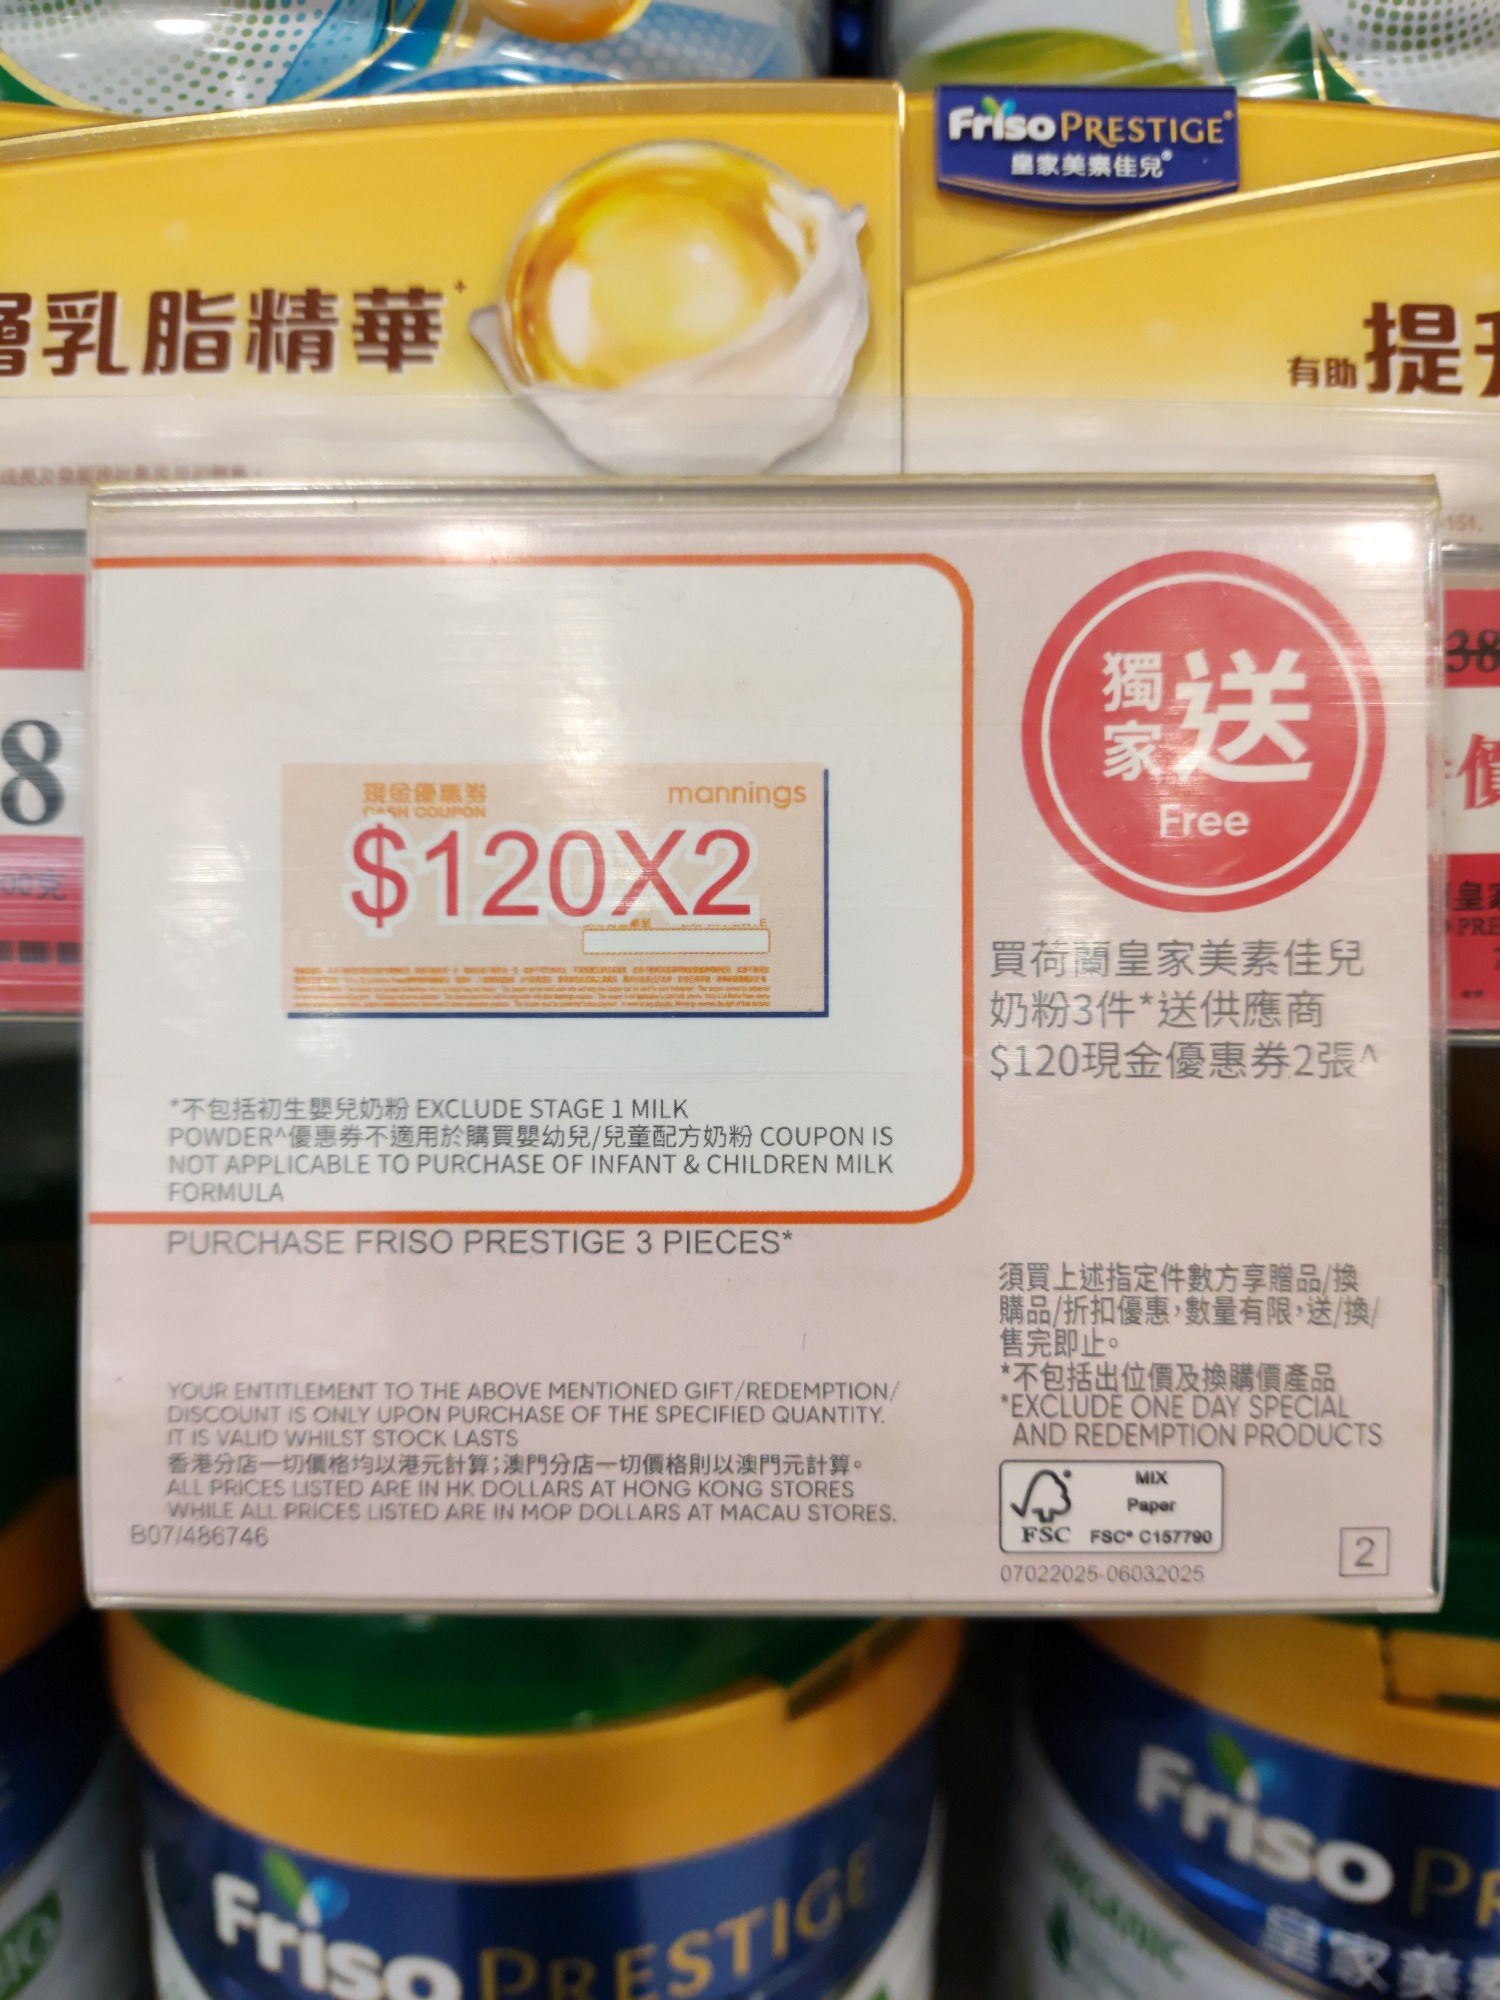 Friso PRESTIGE®
皇家美素佳兒®
乳脂精華+
有助 提
8
現金優惠券
CASH COUPON
mannings
$120X2
獨家送
Free
買荷蘭皇家美素佳兒
奶粉3件*送供應商
$120現金優惠券2張^
*不包括初生嬰兒奶粉 EXCLUDE STAGE 1 MILK
POWDER^優惠券不適用於購買嬰幼兒/兒童配方奶粉 COUPON IS
NOT APPLICABLE TO PURCHASE OF INFANT & CHILDREN MILK
FORMULA
PURCHASE FRISO PRESTIGE 3 PIECES*
須買上述指定件數方享贈品/換
購品/折扣優惠，數量有限，送/換/
售完即止。
*不包括出位價及換購價產品
*EXCLUDE ONE DAY SPECIAL
AND REDEMPTION PRODUCTS
YOUR ENTITLEMENT TO THE ABOVE MENTIONED GIFT/REDEMPTION/
DISCOUNT IS ONLY UPON PURCHASE OF THE SPECIFIED QUANTITY.
IT IS VALID WHILST STOCK LASTS
香港分店一切價格均以港元計算；澳門分店一切價格則以澳門元計算。
ALL PRICES LISTED ARE IN HK DOLLARS AT HONG KONG STORES
WHILE ALL PRICES LISTED ARE IN MOP DOLLARS AT MACAU STORES.
B07/486746
FSC
MIX
Paper
FSC® C157790
07022025-06032025
2
Friso PRESTIGE
Friso PR
皇家美